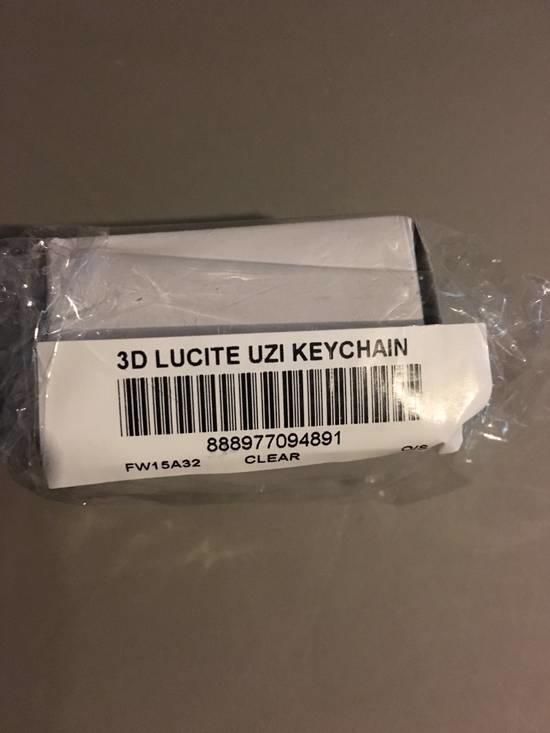 3D LUCITE UZI KEYCHAIN
888977094891
FW15A32 CLEAR O/S